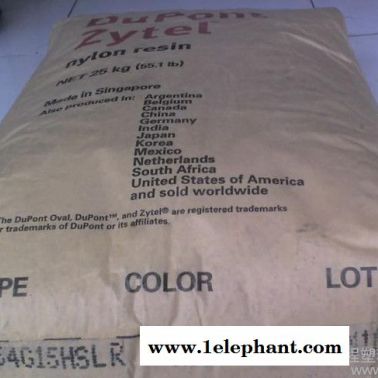 DuPont
Zytel®
nylon resin
NET 25 kg (55.1 lb)
Made in Singapore
Also produced in: Argentina
Belgium
Canada
China
Germany
India
Japan
Korea
Mexico
Netherlands
South Africa
United States of America
and sold worldwide
The DuPont Oval, DuPont™, and Zytel® are registered trademarks
or trademarks of DuPont or its affiliates.
PE COLOR LOT
54G15HSLR
www.1elephant.com